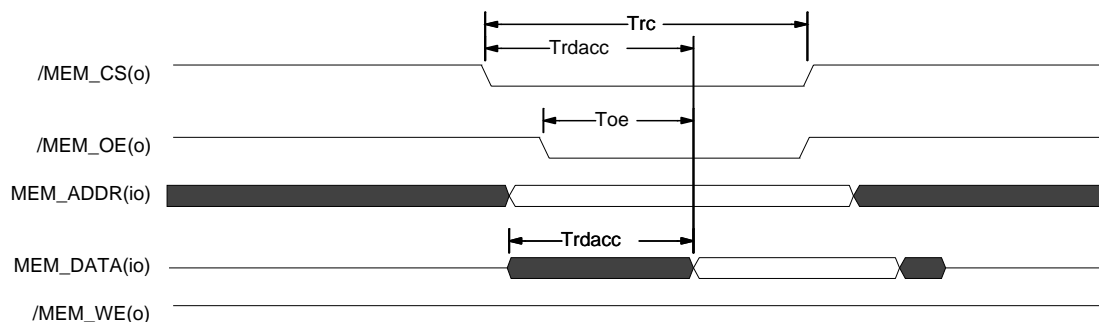 Trc
Trdacc
/MEM_CS(o)
Toe
/MEM_OE(o)
MEM_ADDR(io)
Trdacc
MEM_DATA(io)
/MEM_WE(o)